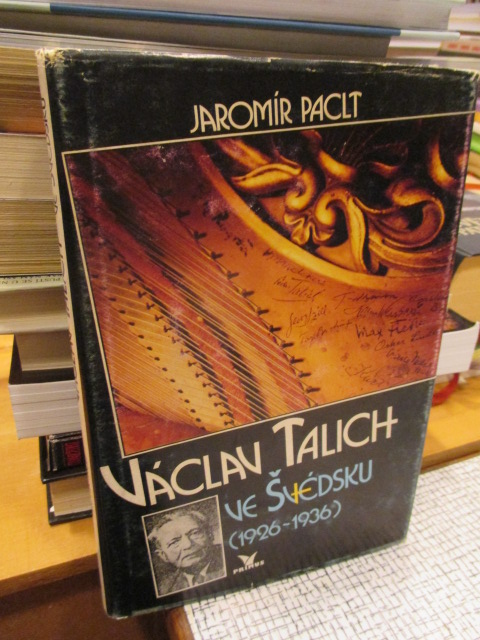 JAROMÍR PACLT
VÁCLAV TALICH
VE ŠVÉDSKU
(1926-1936)
PRIMUS